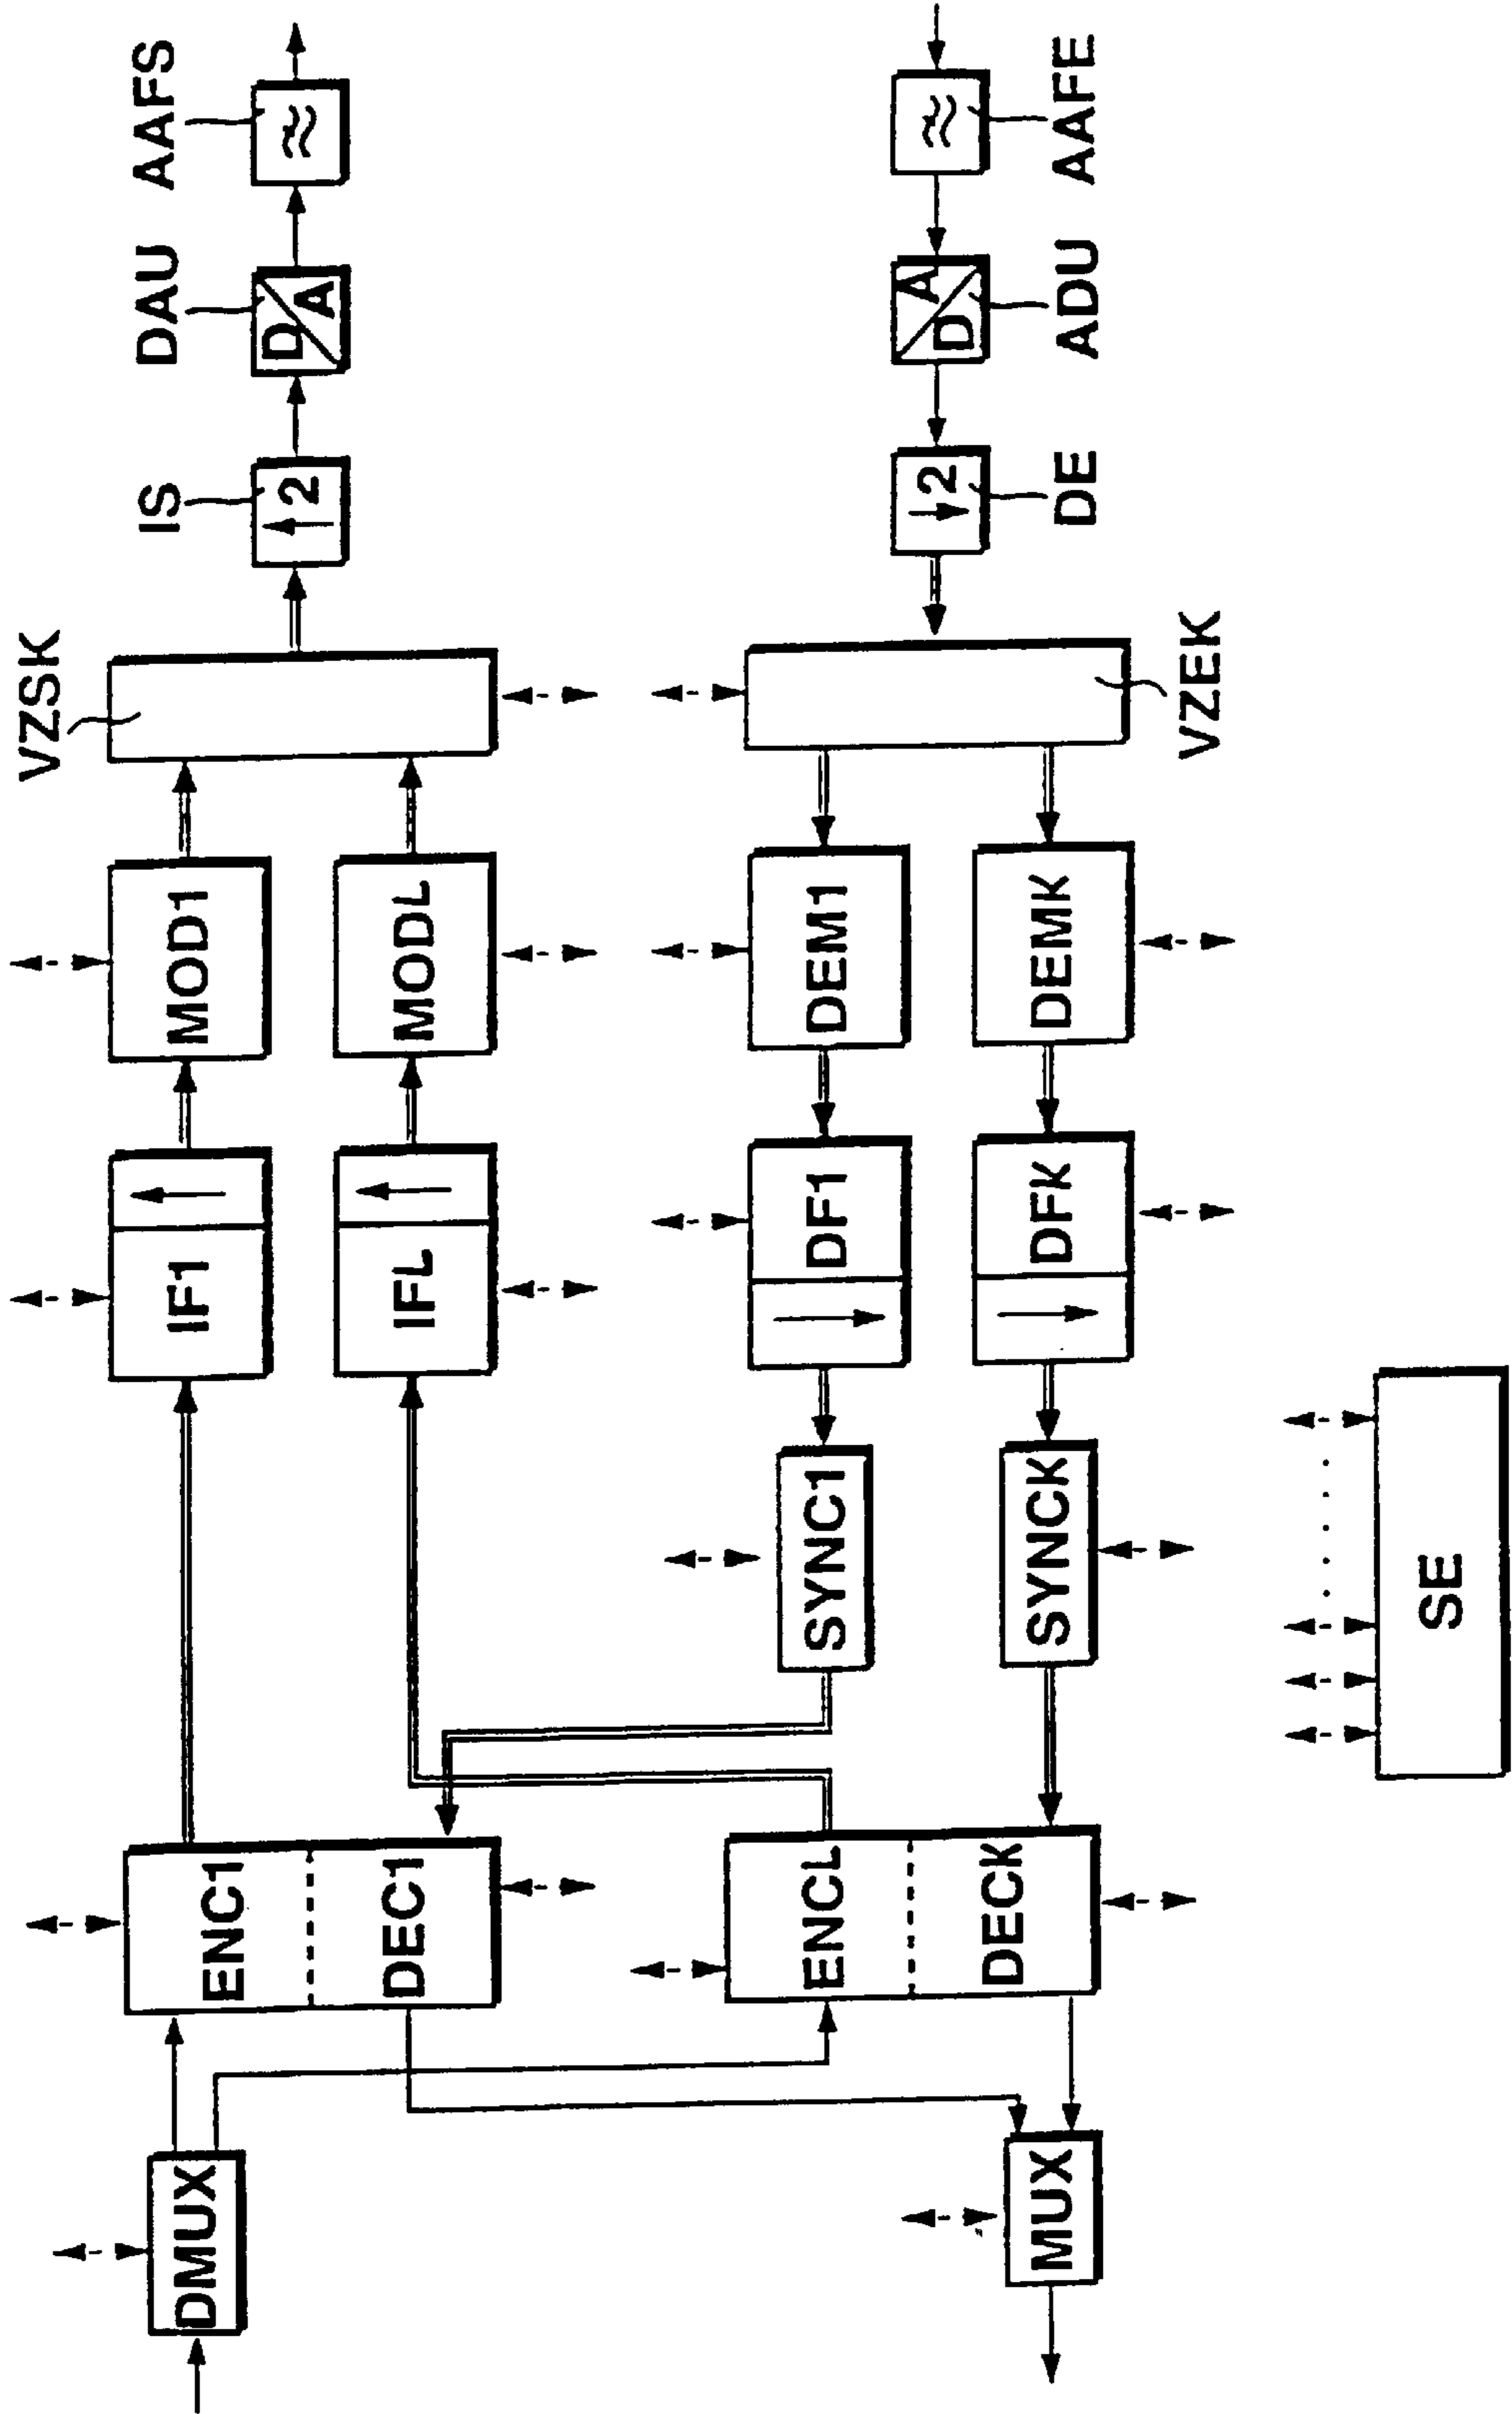 DMUX
ENC1
DEC1
IF1
MOD1
VZSK
IS
2
DAU
D
A
AAFS
≈
ENCL
DECK
IFL
MODL
SYNC1
DF1
DEM1
MUX
SYNCK
DFK
DEMK
VZEK
DE
2
ADU
A
D
AAFE
≈
SE